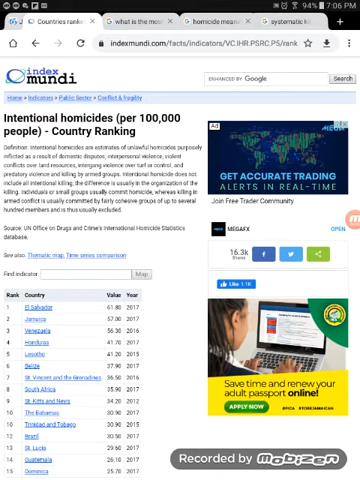 94% 7:06 PM
Countries ranke
what is the mos
homicide mean
systematic kil
indexmundi.com/facts/indicators/VC.IHR.PSRC.P5/rank
index
mundi
ENHANCED BY Google
Search
Home > Indicators > Public Sector > Conflict & fragility
Intentional homicides (per 100,000
people) - Country Ranking
Definition: Intentional homicides are estimates of unlawful homicides purposely
inflicted as a result of domestic disputes, interpersonal violence, violent
conflicts over land resources, intergang violence over turf or control, and
predatory violence and killing by armed groups. Intentional homicide does not
include all intentional killing; the difference is usually in the organization of the
killing. Individuals or small groups usually commit homicide, whereas killing in
armed conflict is usually committed by fairly cohesive groups of up to several
hundred members and is thus usually excluded.
Source: UN Office on Drugs and Crime's International Homicide Statistics
database.
See also: Thematic map, Time series comparison
Find indicator:
Map
Rank Country Value Year
1 El Salvador 61.80 2017
2 Jamaica 57.00 2017
3 Venezuela 56.30 2016
4 Honduras 41.70 2017
5 Lesotho 41.20 2015
6 Belize 37.90 2017
7 St. Vincent and the Grenadines 36.50 2016
8 South Africa 35.90 2017
9 St. Kitts and Nevis 34.20 2012
10 The Bahamas 30.90 2017
10 Trinidad and Tobago 30.90 2015
12 Brazil 30.50 2017
13 St. Lucia 29.60 2017
14 Guatemala 26.10 2017
15 Dominica 25.70 2017
Ad
MEGAFX
GET ACCURATE TRADING
ALERTS IN REAL-TIME
Join Free Trader Community
MEGAFX
OPEN
16.3k
Shares
Like 1.1K
Save time and renew your
adult passport online!
APPLY NOW
Recorded by mobizen